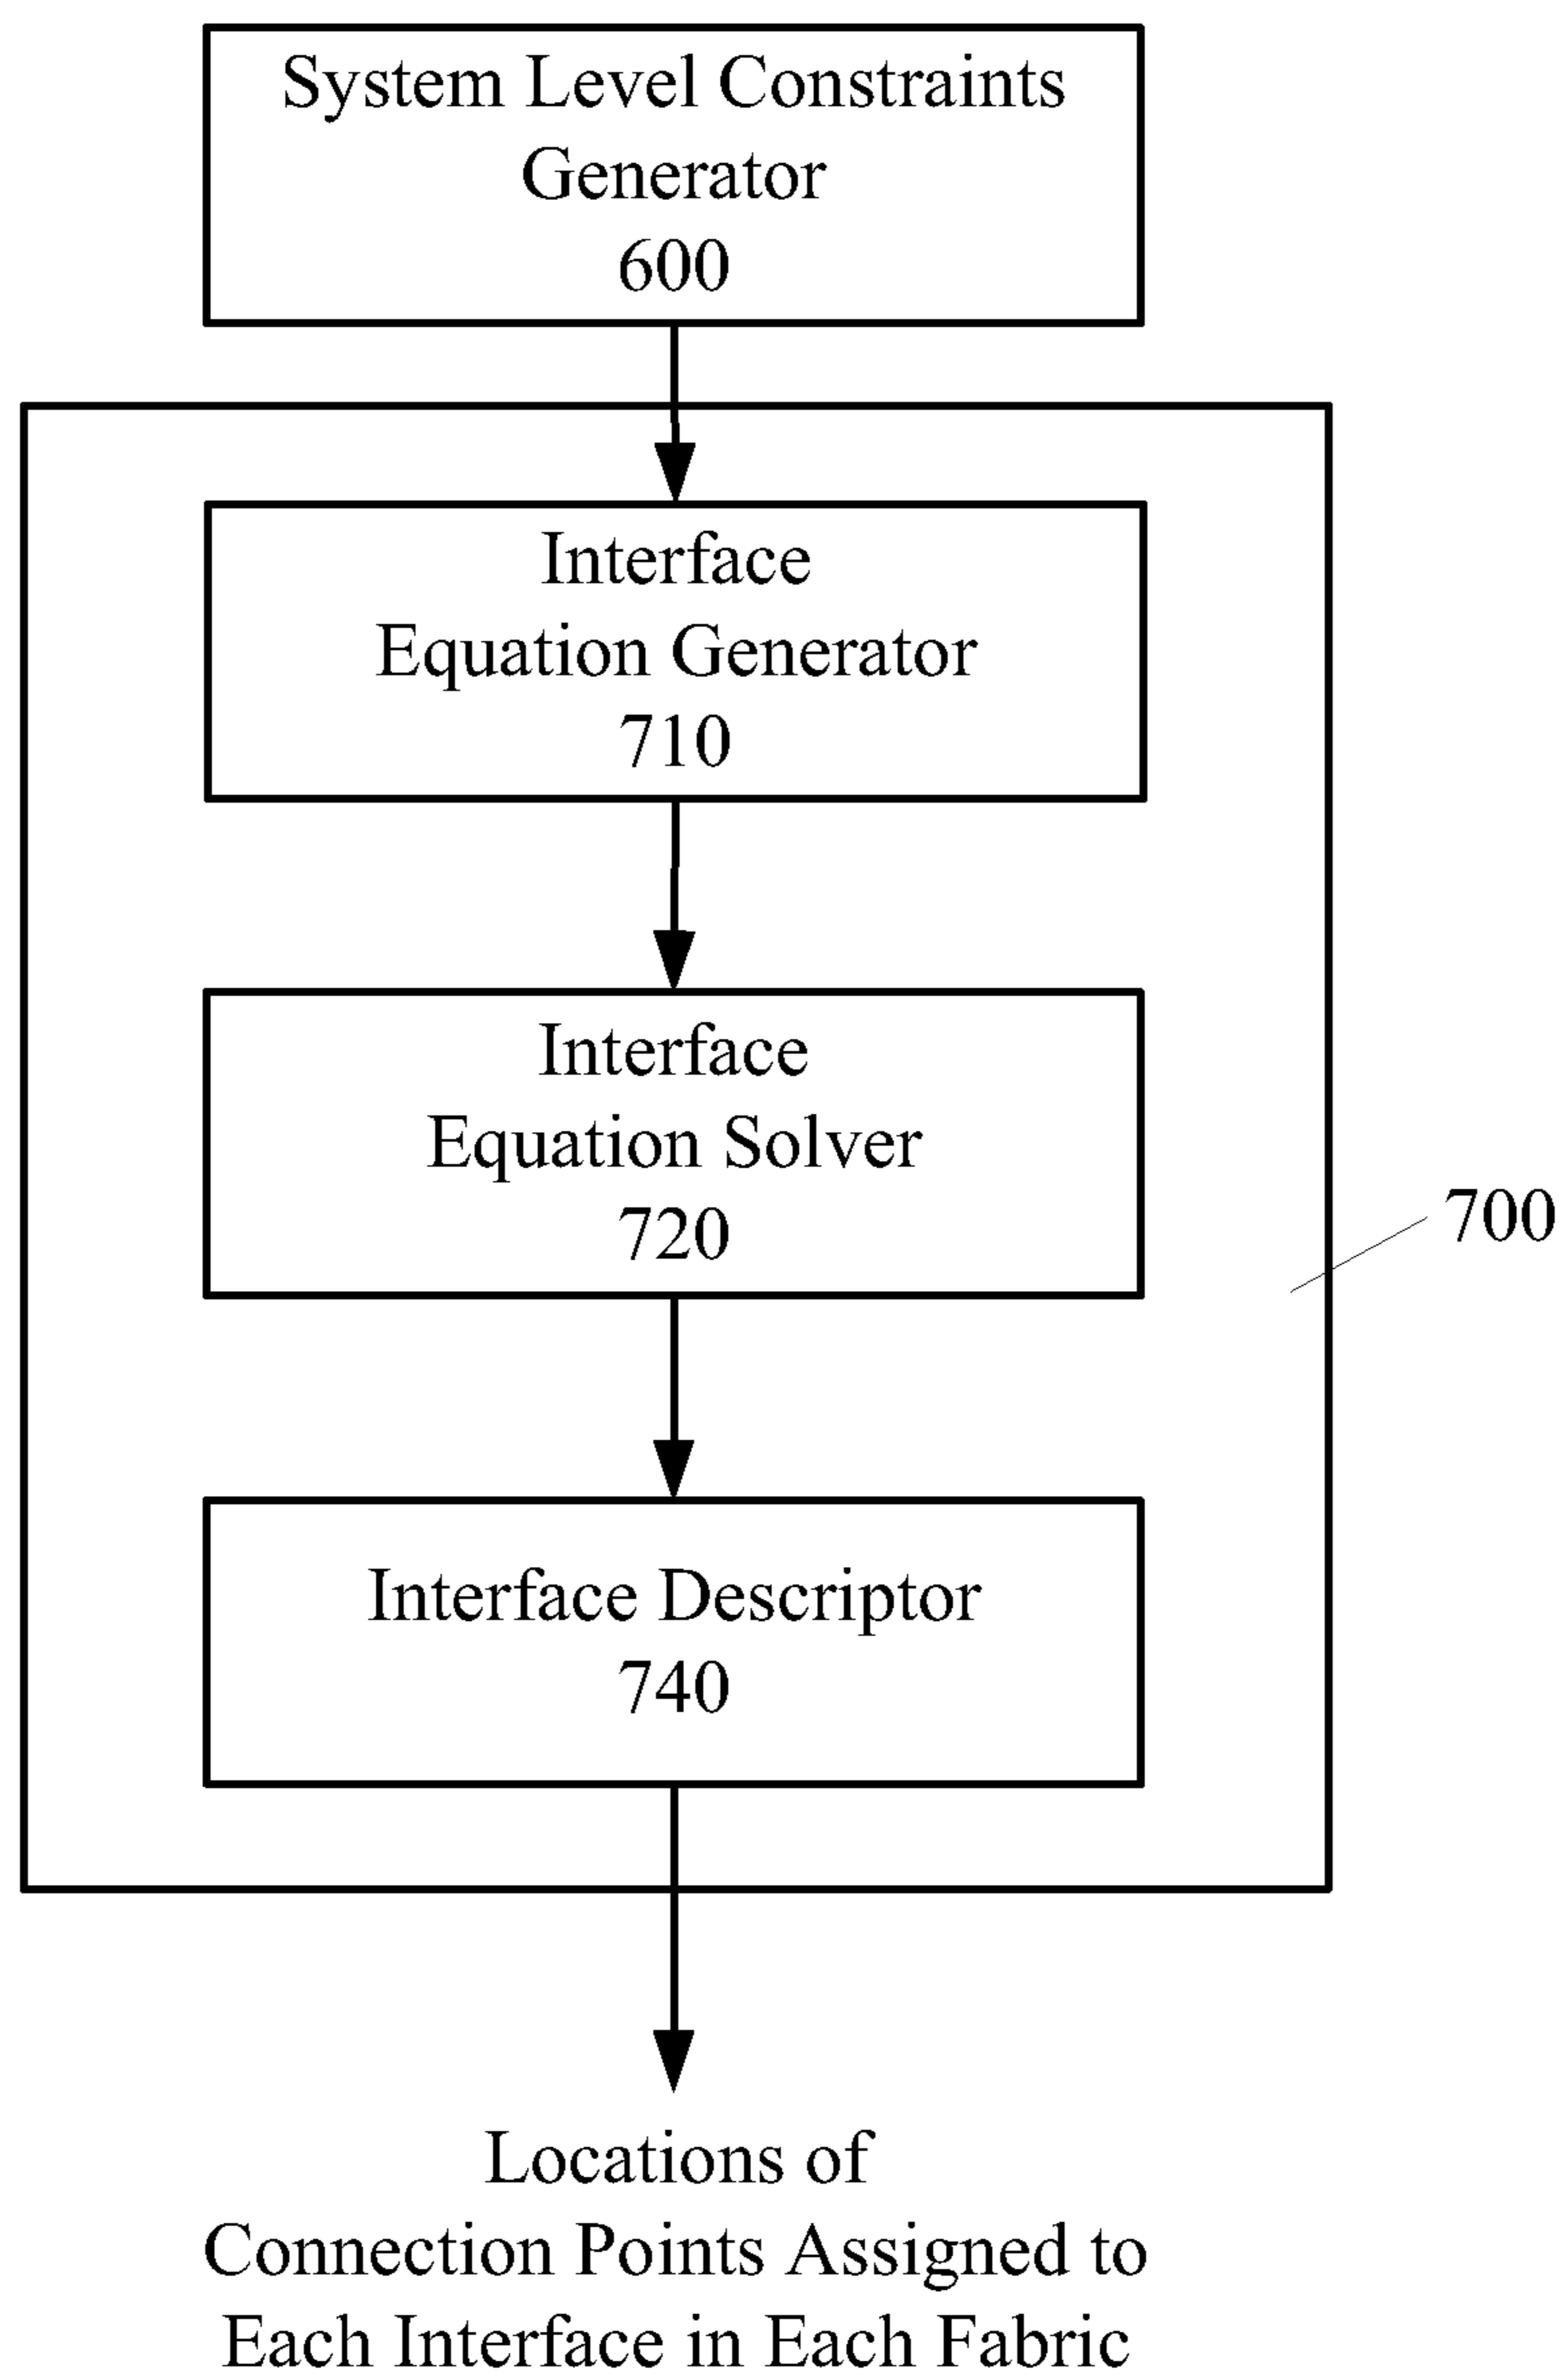 System Level Constraints
Generator
600
Interface
Equation Generator
710
Interface
Equation Solver
720
700
Interface Descriptor
740
Locations of
Connection Points Assigned to
Each Interface in Each Fabric